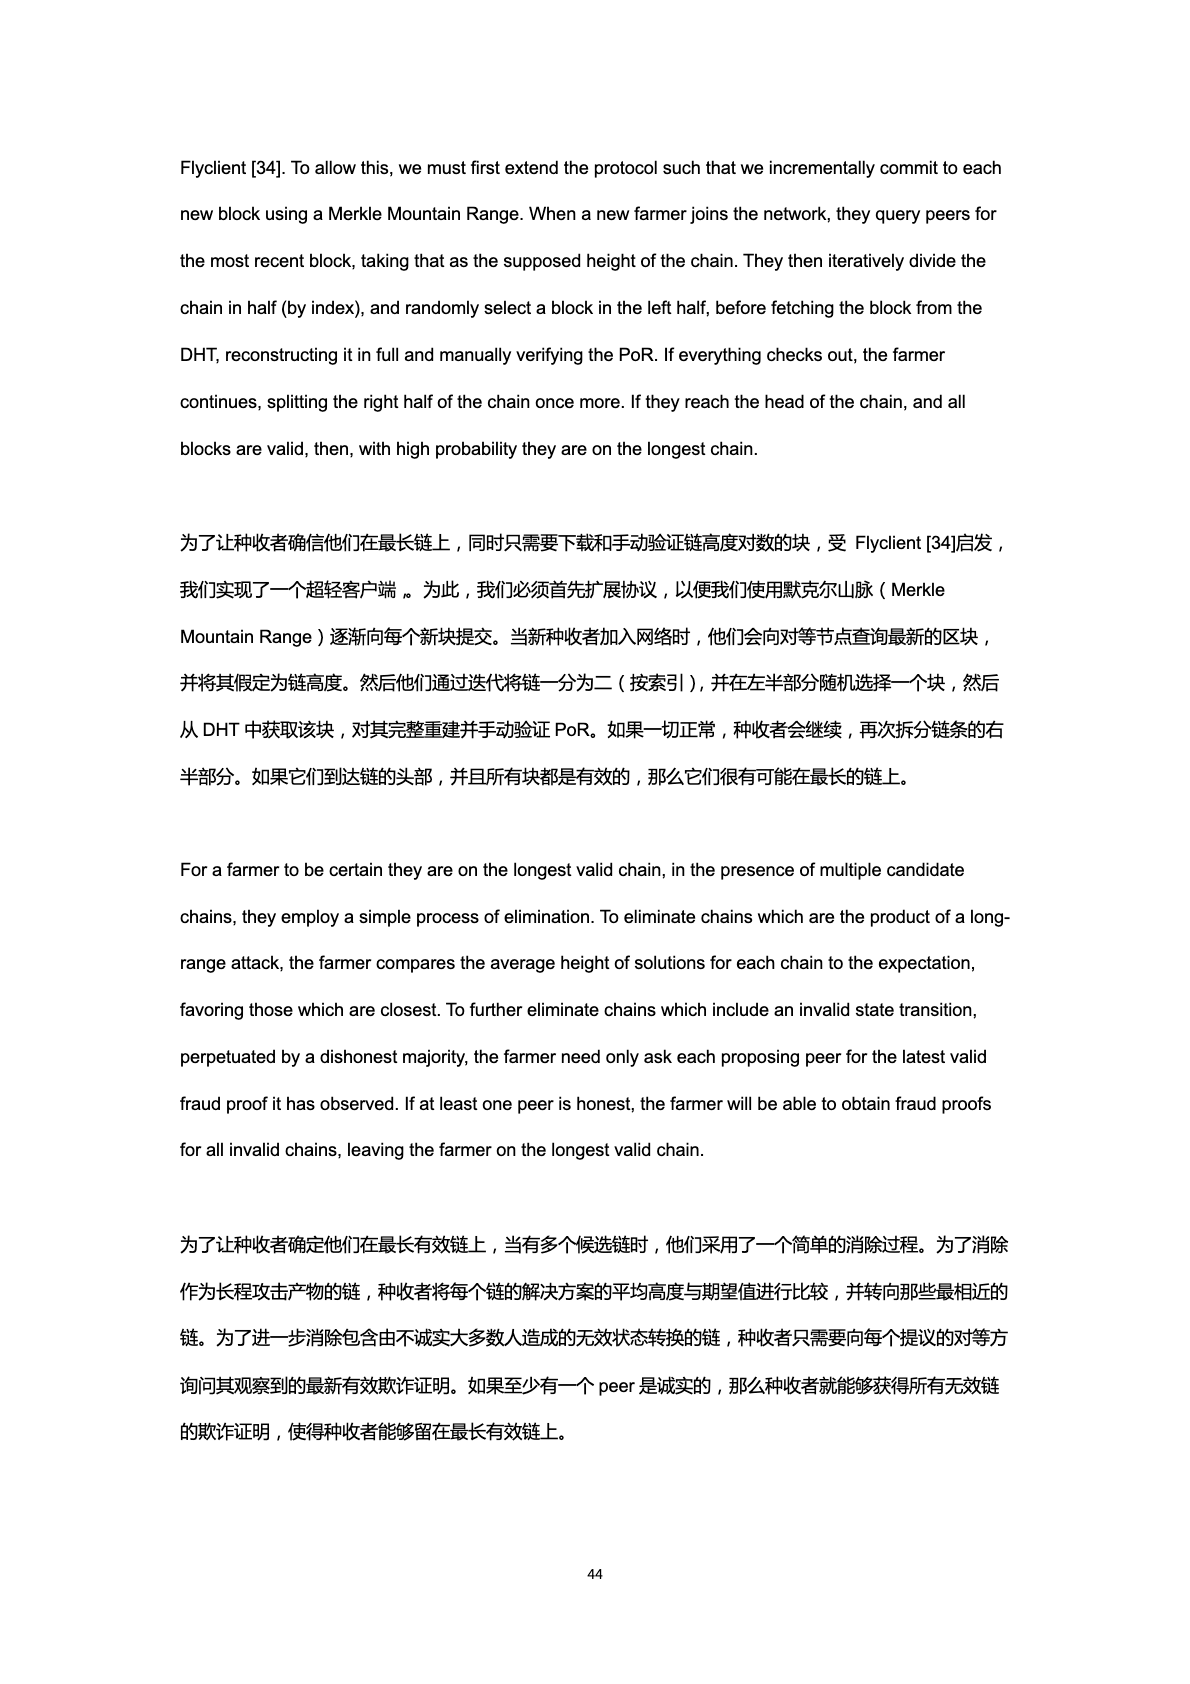 Flyclient [34]. To allow this, we must first extend the protocol such that we incrementally commit to each
new block using a Merkle Mountain Range. When a new farmer joins the network, they query peers for
the most recent block, taking that as the supposed height of the chain. They then iteratively divide the
chain in half (by index), and randomly select a block in the left half, before fetching the block from the
DHT, reconstructing it in full and manually verifying the PoR. If everything checks out, the farmer
continues, splitting the right half of the chain once more. If they reach the head of the chain, and all
blocks are valid, then, with high probability they are on the longest chain.
为了让种收者确信他们在最长链上，同时只需要下载和手动验证链高度对数的块，受 Flyclient [34]启发，
我们实现了一个超轻客户端 。为此，我们必须首先扩展协议，以便我们使用默克尔山脉（Merkle
Mountain Range）逐渐向每个新块提交。当新种收者加入网络时，他们会向对等节点查询最新的区块，
并将其假定为链高度。然后他们通过迭代将链一分为二（按索引），并在左半部分随机选择一个块，然后
从 DHT 中获取该块，对其完整重建并手动验证 PoR。如果一切正常，种收者会继续，再次拆分链条的右
半部分。如果它们到达链的头部，并且所有块都是有效的，那么它们很有可能在最长的链上。
For a farmer to be certain they are on the longest valid chain, in the presence of multiple candidate
chains, they employ a simple process of elimination. To eliminate chains which are the product of a long-
range attack, the farmer compares the average height of solutions for each chain to the expectation,
favoring those which are closest. To further eliminate chains which include an invalid state transition,
perpetuated by a dishonest majority, the farmer need only ask each proposing peer for the latest valid
fraud proof it has observed. If at least one peer is honest, the farmer will be able to obtain fraud proofs
for all invalid chains, leaving the farmer on the longest valid chain.
为了让种收者确定他们在最长有效链上，当有多个候选链时，他们采用了一个简单的消除过程。为了消除
作为长程攻击产物的链，种收者将每个链的解决方案的平均高度与期望值进行比较，并转向那些最相近的
链。为了进一步消除包含由不诚实大多数人造成的无效状态转换的链，种收者只需要向每个提议的对等方
询问其观察到的最新有效欺诈证明。如果至少有一个 peer 是诚实的，那么种收者就能够获得所有无效链
的欺诈证明，使得种收者能够留在最长有效链上。
44